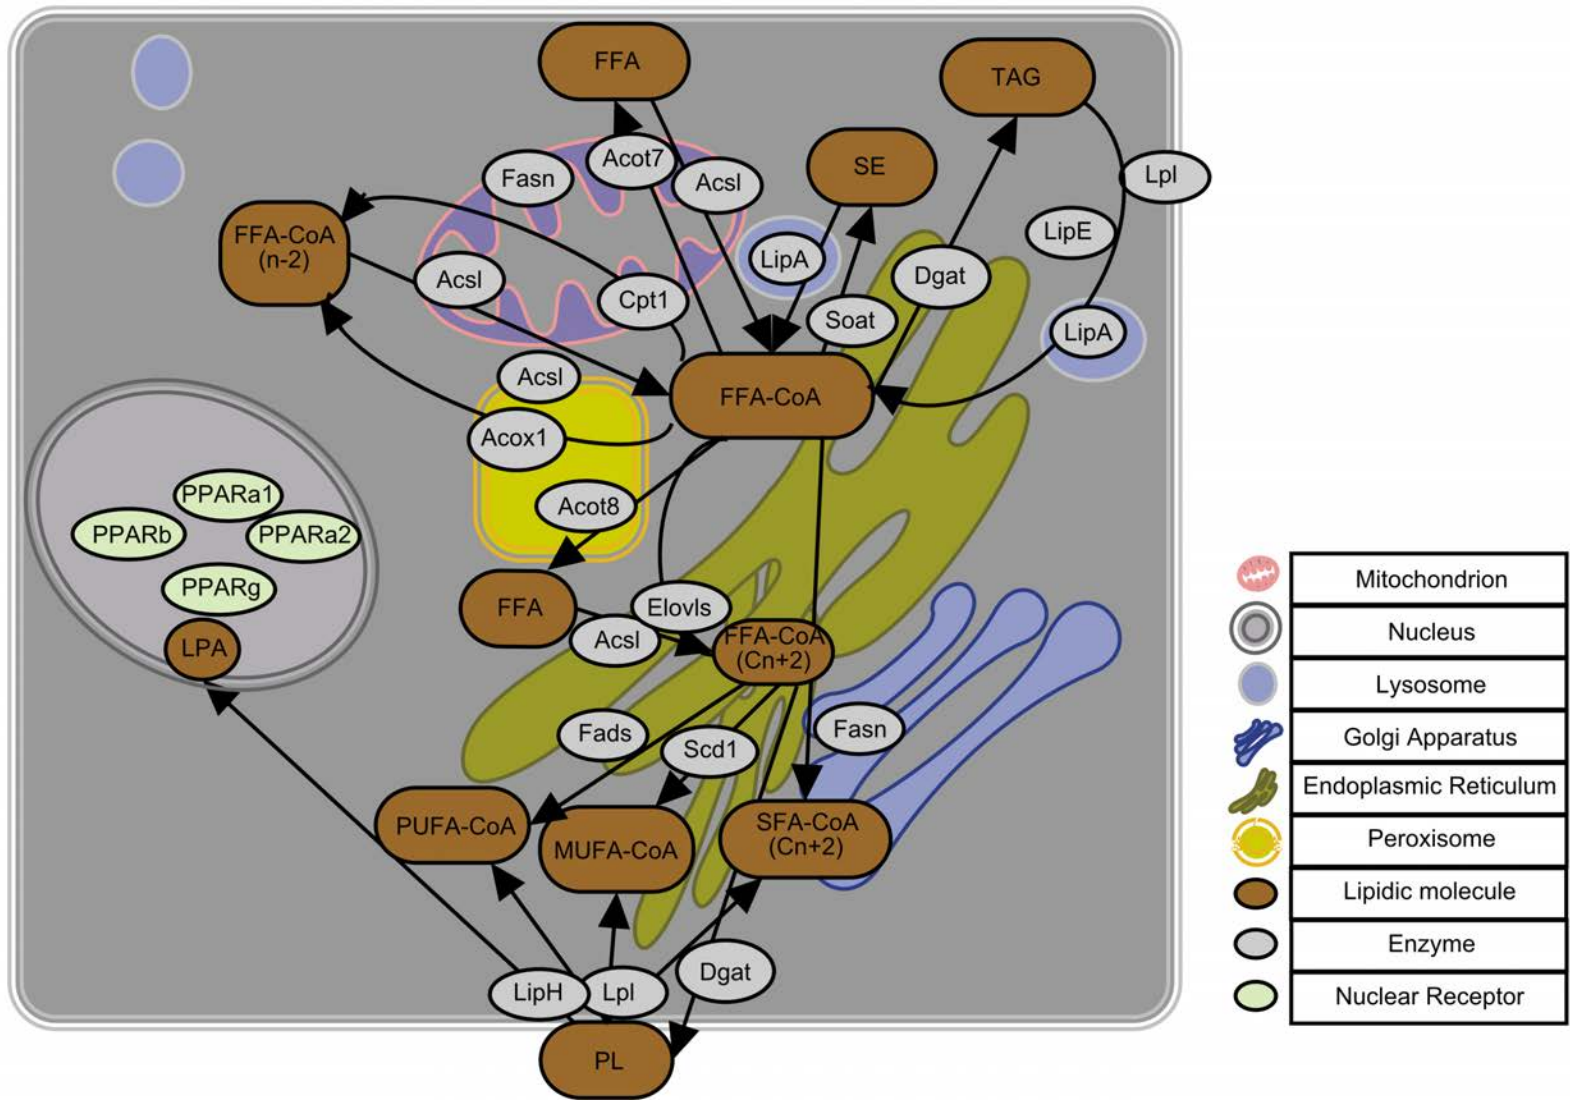 FFA
TAG
Acot7
Fasn
Acsl
SE
Lpl
FFA-CoA
(n-2)
LipE
LipA
Dgat
Acsl
Cpt1
Soat
LipA
Acsl
FFA-CoA
Acox1
PPARa1
Acot8
PPARb
PPARa2
PPARg
FFA
Elovls
Acsl
FFA-CoA
(Cn+2)
LPA
Fads
Scd1
Fasn
PUFA-CoA
MUFA-CoA
SFA-CoA
(Cn+2)
Dgat
LipH
Lpl
PL
Mitochondrion
Nucleus
Lysosome
Golgi Apparatus
Endoplasmic Reticulum
Peroxisome
Lipidic molecule
Enzyme
Nuclear Receptor